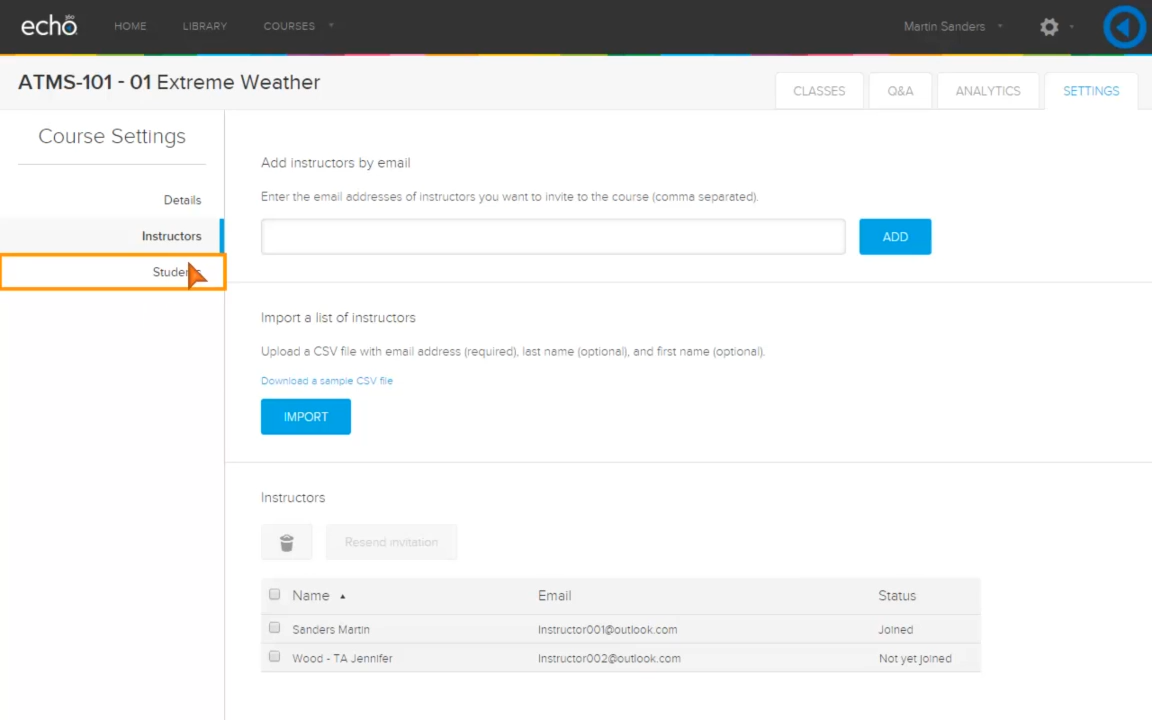 echo360
HOME
LIBRARY
COURSES
Martin Sanders
ATMS-101 - 01 Extreme Weather
CLASSES
Q&A
ANALYTICS
SETTINGS
Course Settings
Details
Instructors
Students
Add instructors by email
Enter the email addresses of instructors you want to invite to the course (comma separated).
ADD
Import a list of instructors
Upload a CSV file with email address (required), last name (optional), and first name (optional).
Download a sample CSV file
IMPORT
Instructors
Resend invitation
Name ▲ Email Status
Sanders Martin Instructor001@outlook.com Joined
Wood - TA Jennifer Instructor002@outlook.com Not yet joined